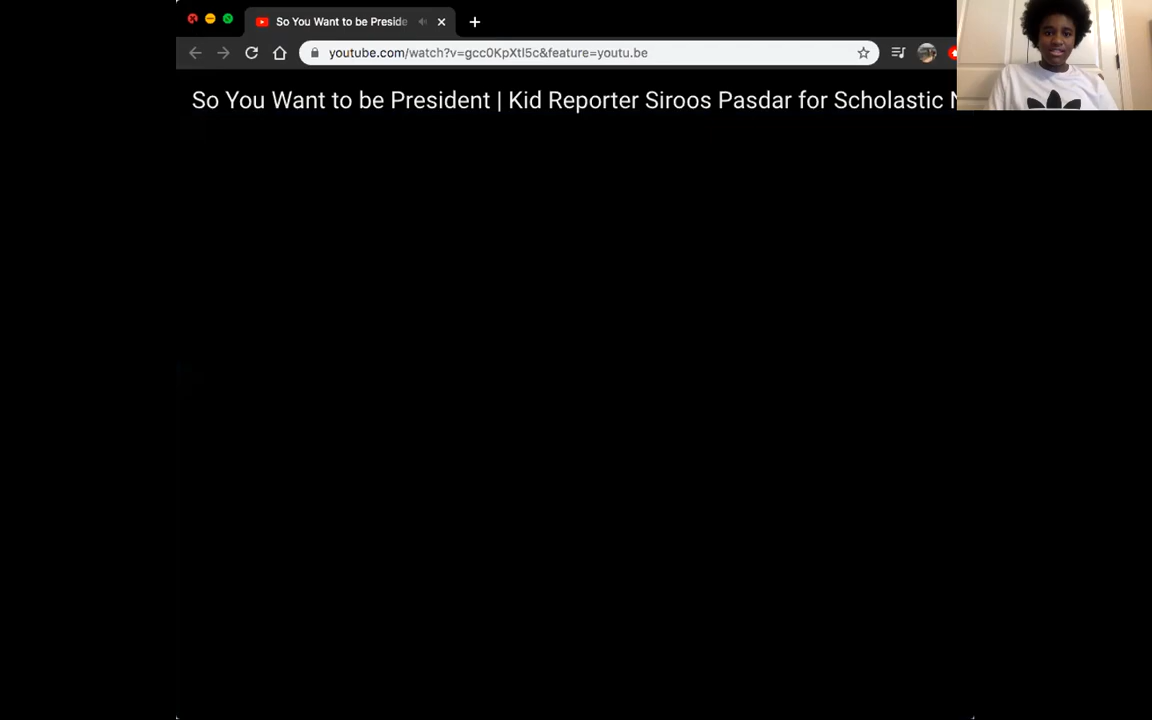 So You Want to be Preside
youtube.com/watch?v=gcc0KpXtI5c&feature=youtu.be
So You Want to be President | Kid Reporter Siroos Pasdar for Scholastic